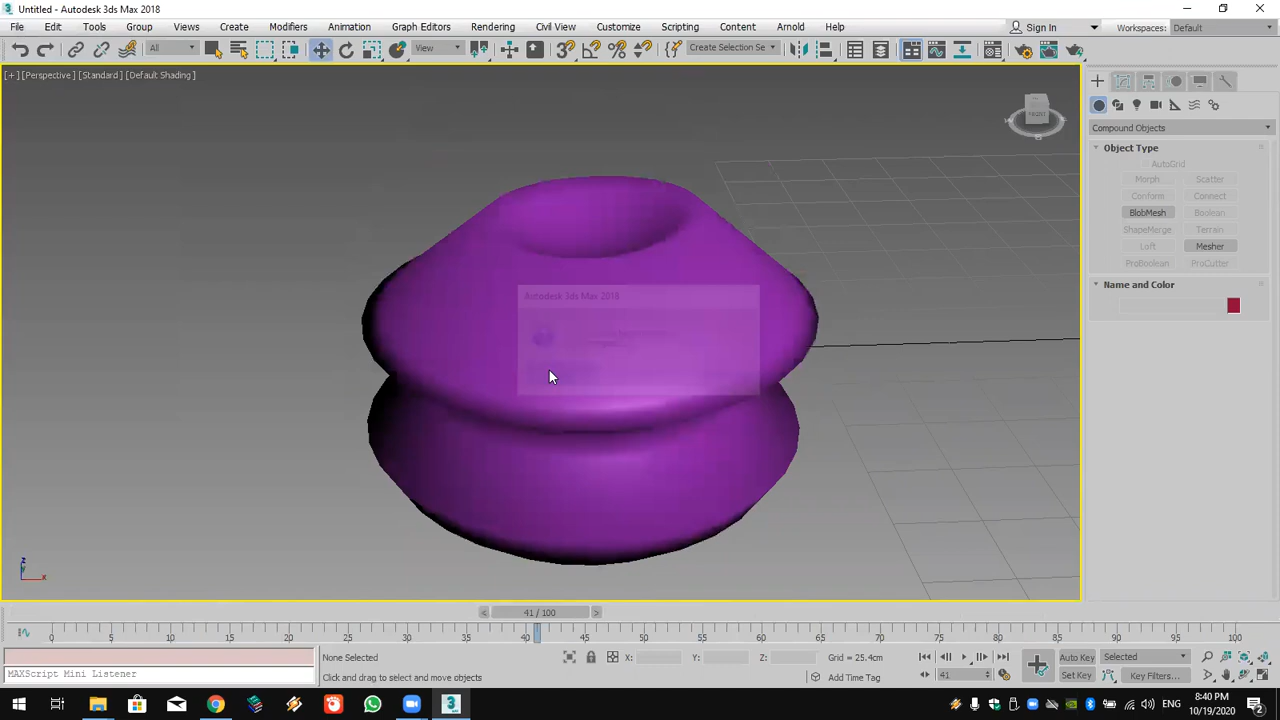 Untitled - Autodesk 3ds Max 2018
File Edit Tools Group Views Create Modifiers Animation Graph Editors Rendering Civil View Customize Scripting Content Arnold Help Sign In Workspaces: Default
All View Create Selection Se
[+] [Perspective] [Standard] [Default Shading]
FRONT
Compound Objects
Object Type
AutoGrid
Morph Scatter
Conform Connect
BlobMesh Boolean
ShapeMerge Terrain
Loft Mesher
ProBoolean ProCutter
Name and Color
Autodesk 3ds Max 2018
z
x
< 41 / 100 >
0 5 10 15 20 25 30 35 40 45 50 55 60 65 70 75 80 85 90 95 100
None Selected X: Y: Z: Grid = 25.4cm Auto Key Selected
MAXScript Mini Listener Click and drag to select and move objects Add Time Tag 41 Set Key Key Filters...
ENG 8:40 PM
10/19/2020